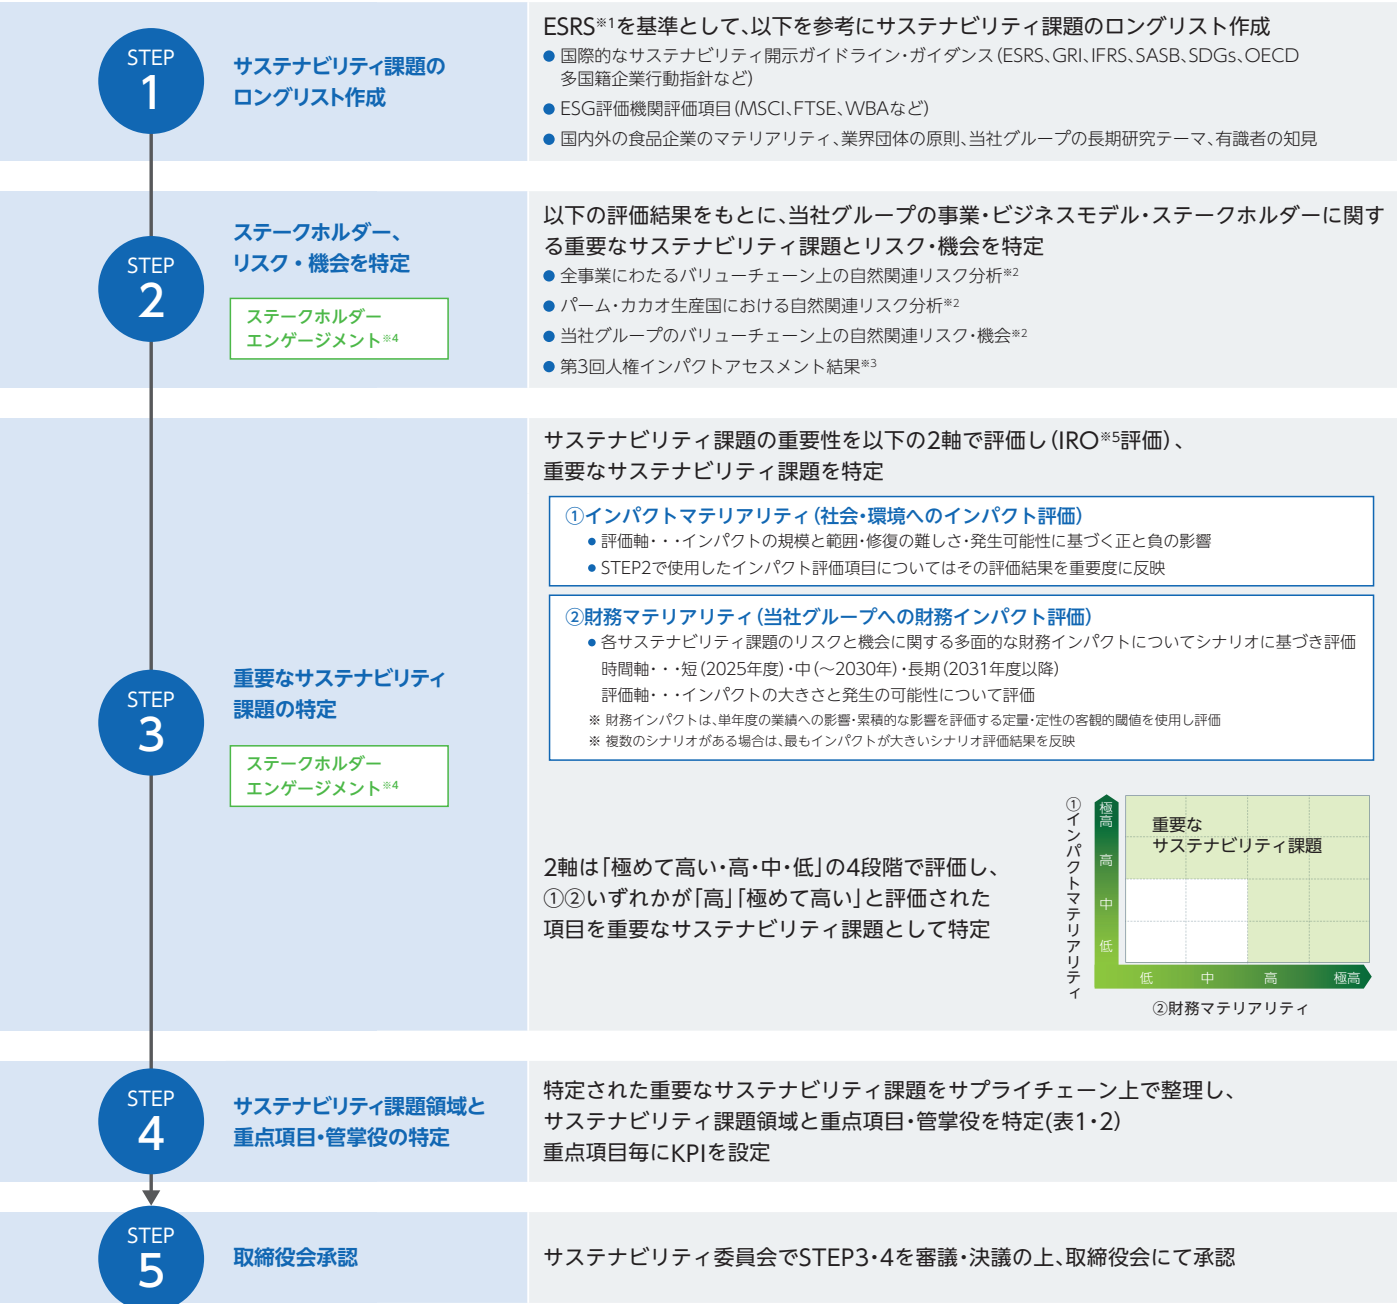 STEP
1
サステナビリティ課題の
ロングリスト作成
ESRS※1を基準として、以下を参考にサステナビリティ課題のロングリスト作成
● 国際的なサステナビリティ開示ガイドライン・ガイダンス（ESRS、GRI、IFRS、SASB、SDGs、OECD
多国籍企業行動指針など）
● ESG評価機関評価項目（MSCI、FTSE、WBAなど）
● 国内外の食品企業のマテリアリティ、業界団体の原則、当社グループの長期研究テーマ、有識者の知見
STEP
2
ステークホルダー、
リスク・機会を特定
ステークホルダー
エンゲージメント※4
以下の評価結果をもとに、当社グループの事業・ビジネスモデル・ステークホルダーに関す
る重要なサステナビリティ課題とリスク・機会を特定
● 全事業にわたるバリューチェーン上の自然関連リスク分析※2
● パーム・カカオ生産国における自然関連リスク分析※2
● 当社グループのバリューチェーン上の自然関連リスク・機会※2
● 第3回人権インパクトアセスメント結果※3
STEP
3
重要なサステナビリティ
課題の特定
ステークホルダー
エンゲージメント※4
サステナビリティ課題の重要性を以下の2軸で評価し（IRO※5評価）、
重要なサステナビリティ課題を特定
①インパクトマテリアリティ（社会・環境へのインパクト評価）
● 評価軸・・・インパクトの規模と範囲・修復の難しさ・発生可能性に基づく正と負の影響
● STEP2で使用したインパクト評価項目についてはその評価結果を重要度に反映
②財務マテリアリティ（当社グループへの財務インパクト評価）
● 各サステナビリティ課題のリスクと機会に関する多面的な財務インパクトについてシナリオに基づき評価
時間軸・・・短（2025年度）・中（～2030年）・長期（2031年度以降）
評価軸・・・インパクトの大きさと発生の可能性について評価
※ 財務インパクトは、単年度の業績への影響・累積的な影響を評価する定量・定性の客観的閾値を使用し評価
※ 複数のシナリオがある場合は、最もインパクトが大きいシナリオ評価結果を反映
2軸は「極めて高い・高・中・低」の4段階で評価し、
①②いずれかが「高」「極めて高い」と評価された
項目を重要なサステナビリティ課題として特定
①インパクトマテリアリティ
極高
高
中
低
重要な
サステナビリティ課題
低 中 高 極高
②財務マテリアリティ
STEP
4
サステナビリティ課題領域と
重点項目・管掌役の特定
特定された重要なサステナビリティ課題をサプライチェーン上で整理し、
サステナビリティ課題領域と重点項目・管掌役を特定(表1・2)
重点項目毎にKPIを設定
STEP
5
取締役会承認
サステナビリティ委員会でSTEP3・4を審議・決議の上、取締役会にて承認